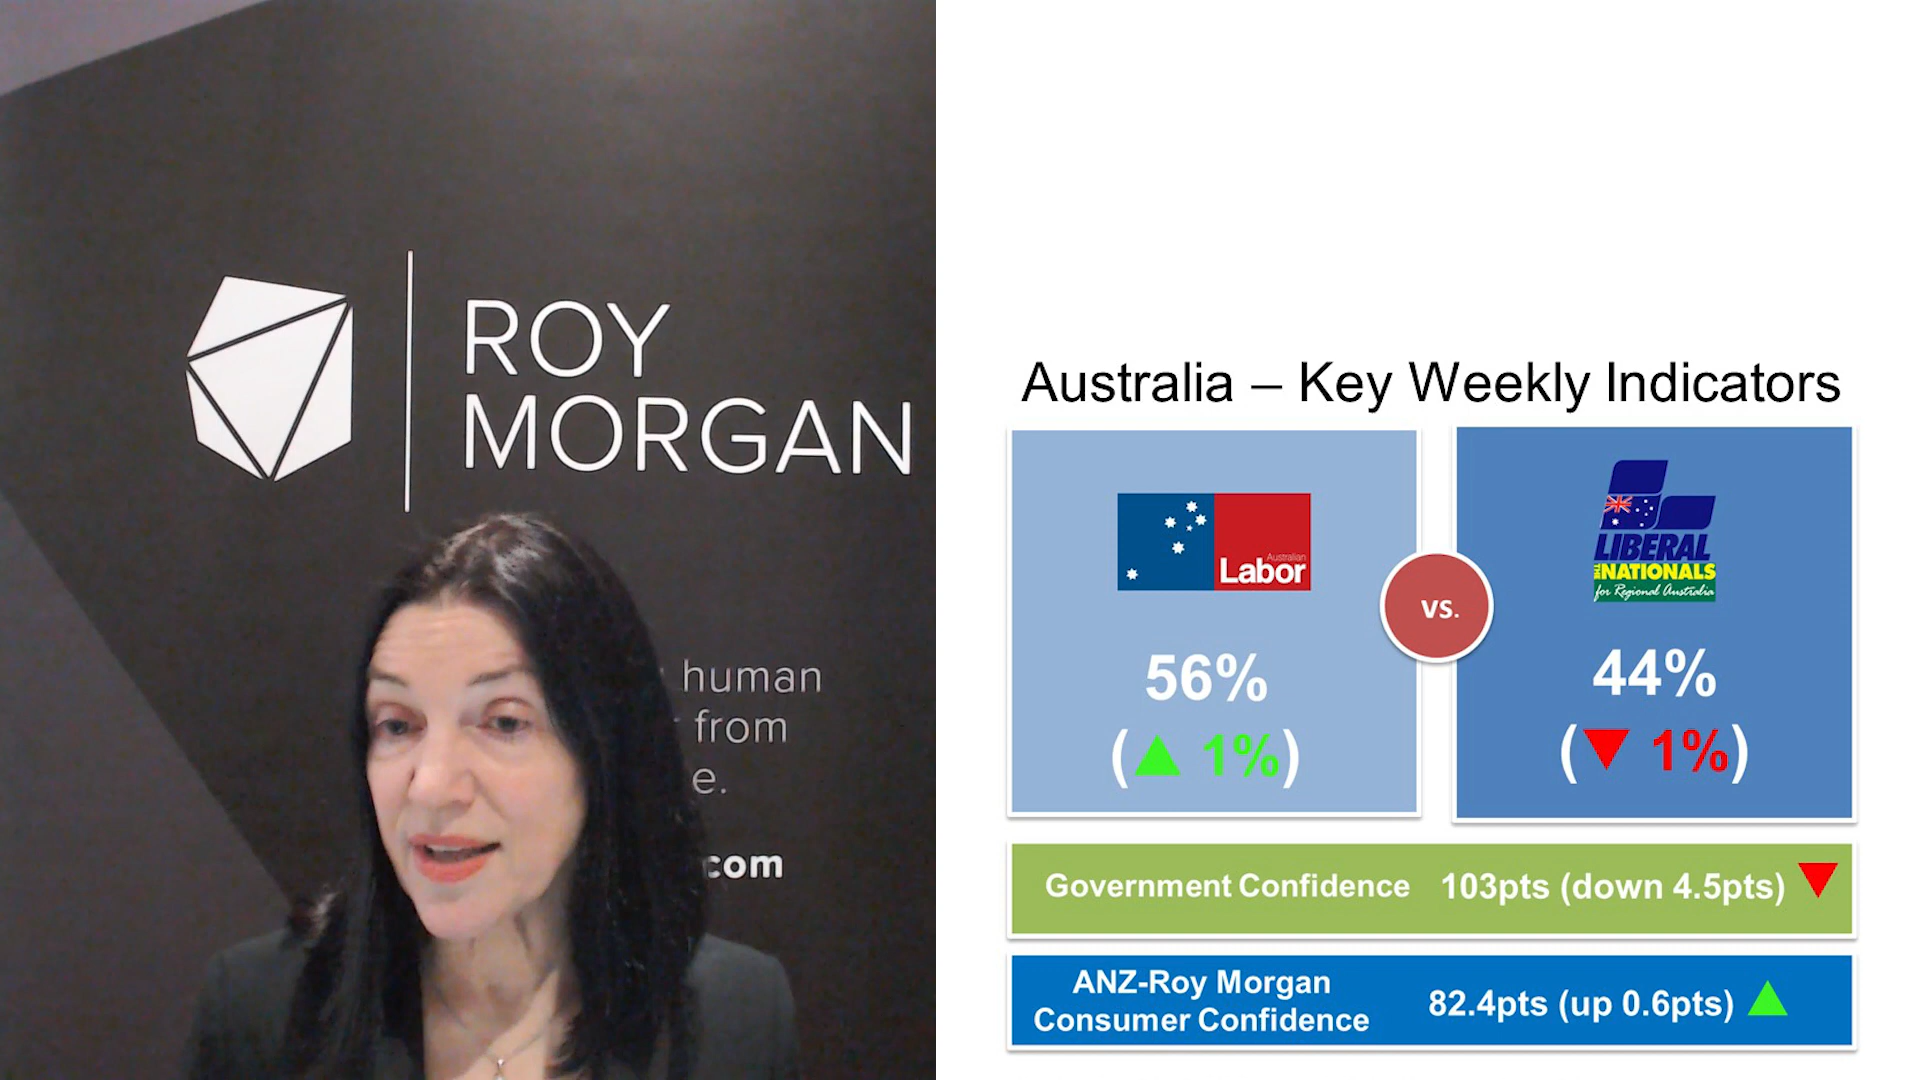 ROY
MORGAN
human
from
e.
.com
Australia – Key Weekly Indicators
Australian
Labor
56%
(▲ 1%)
vs.
LIBERAL
THE NATIONALS
for Regional Australia
44%
(▼ 1%)
Government Confidence 103pts (down 4.5pts) ▼
ANZ-Roy Morgan
Consumer Confidence
82.4pts (up 0.6pts) ▲